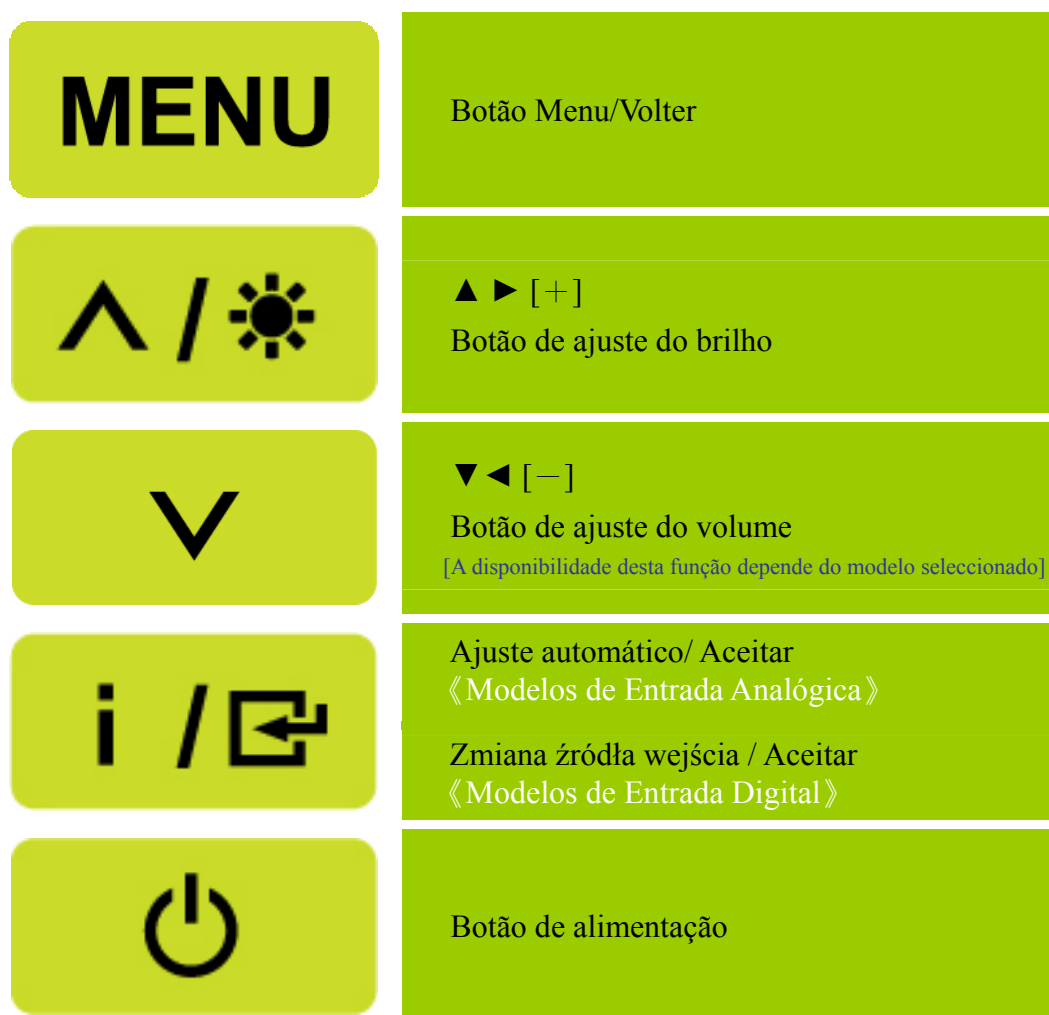 MENU
Botão Menu/Volter
/
▲ ► [+]
Botão de ajuste do brilho
▼◄ [−]
Botão de ajuste do volume
[A disponibilidade desta função depende do modelo seleccionado]
i /
Ajuste automático/ Aceitar
《Modelos de Entrada Analógica》
Zmiana źródła wejścia / Aceitar
《Modelos de Entrada Digital》
Botão de alimentação